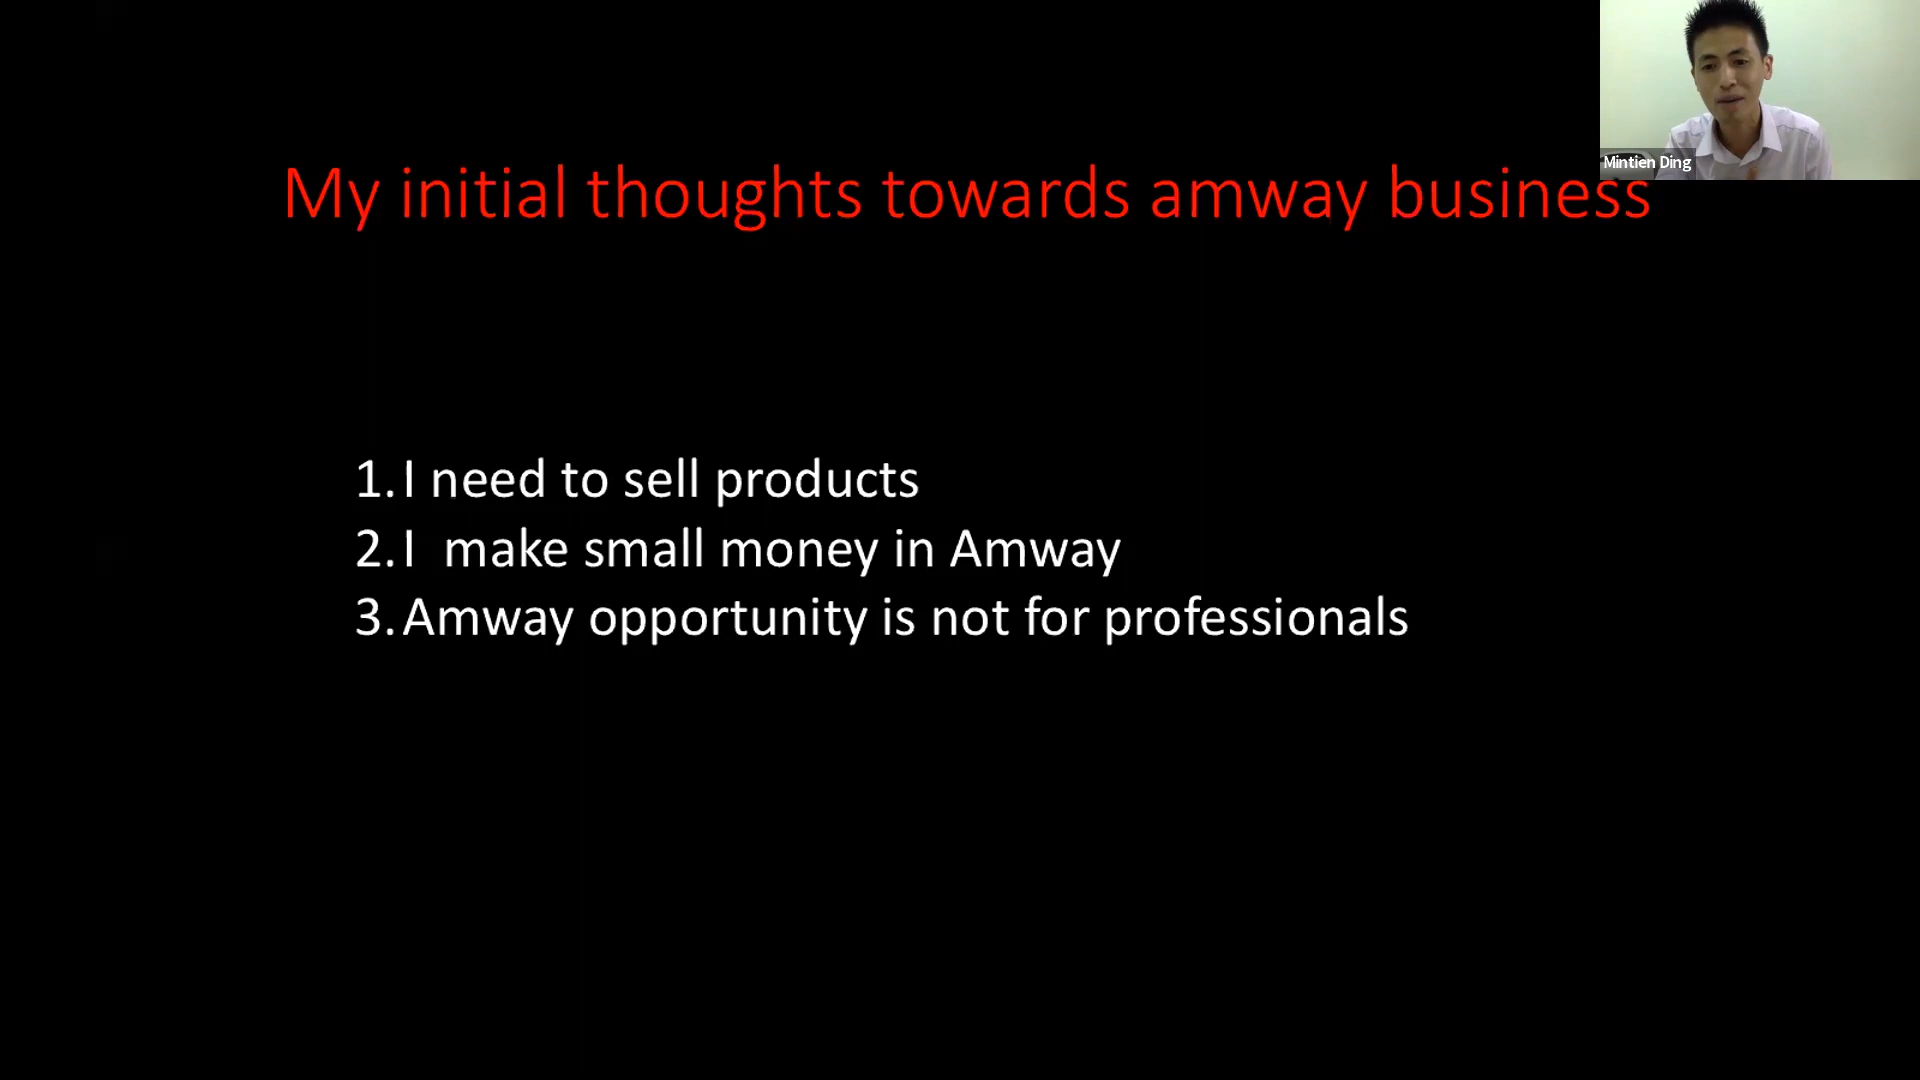 Mintien Ding
My initial thoughts towards amway business
1. I need to sell products
2. I  make small money in Amway
3. Amway opportunity is not for professionals